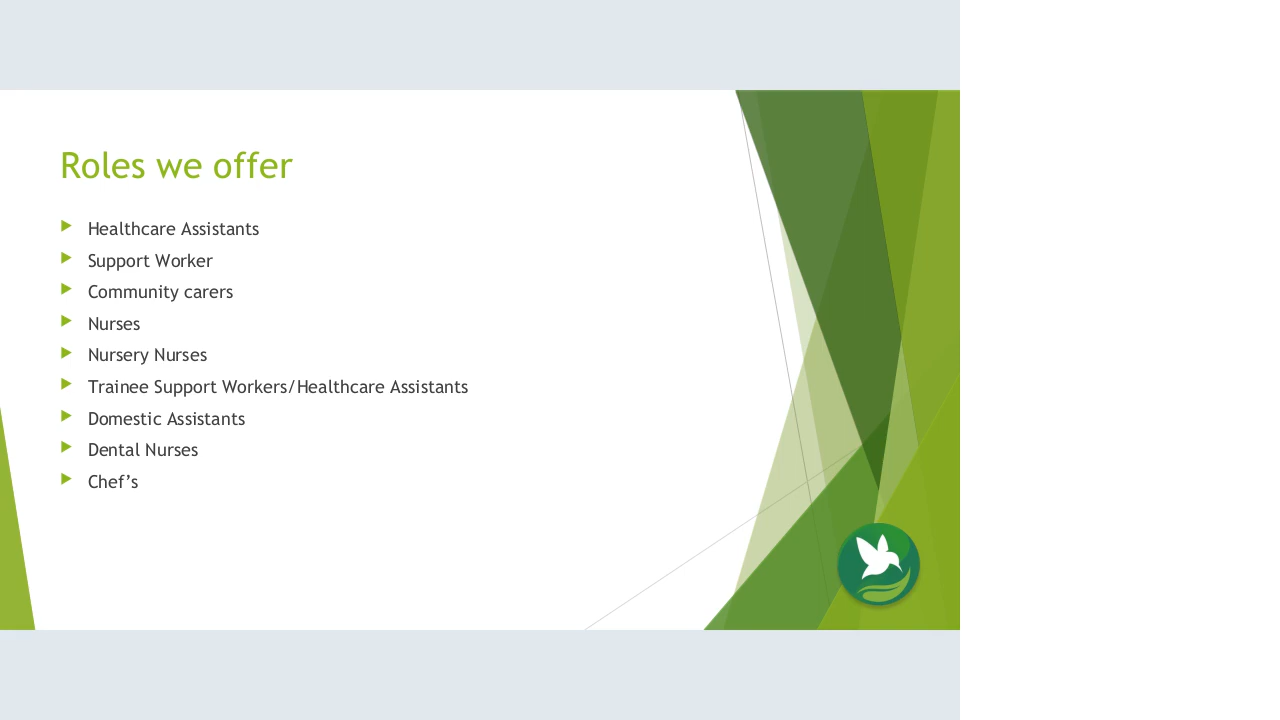 Roles we offer
Healthcare Assistants
Support Worker
Community carers
Nurses
Nursery Nurses
Trainee Support Workers/Healthcare Assistants
Domestic Assistants
Dental Nurses
Chef’s